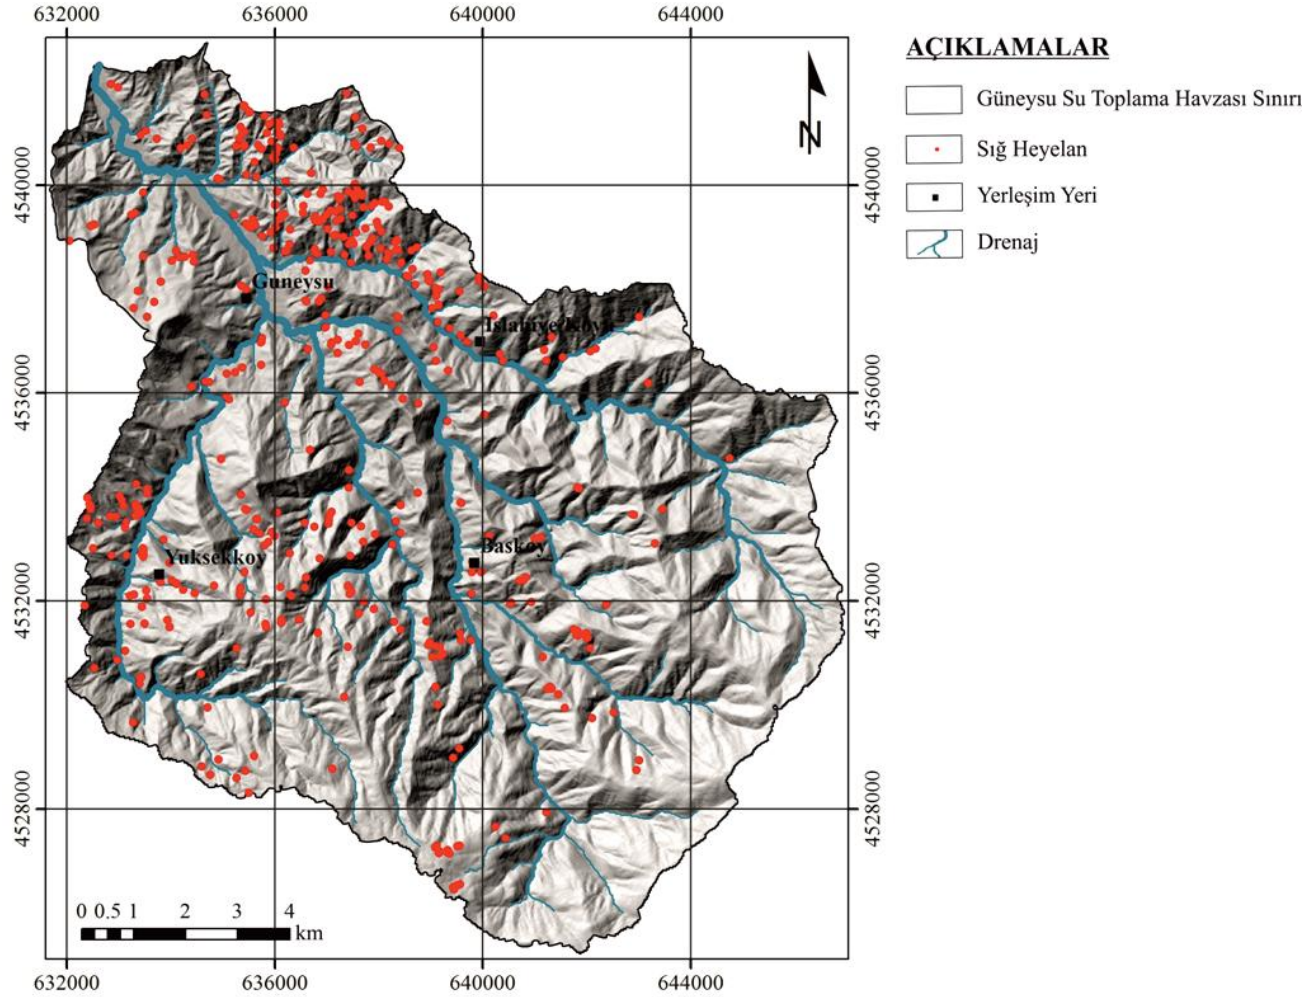 632000 636000 640000 644000
AÇIKLAMALAR
Güneysu Su Toplama Havzası Sınırı
Sığ Heyelan
Yerleşim Yeri
Drenaj
N
4540000 4540000
Guneysu
Islahiye Koyu
4536000 4536000
Baskoy
Yuksekkoy
4532000 4532000
4528000 4528000
0 0.5 1 2 3 4
km
632000 636000 640000 644000